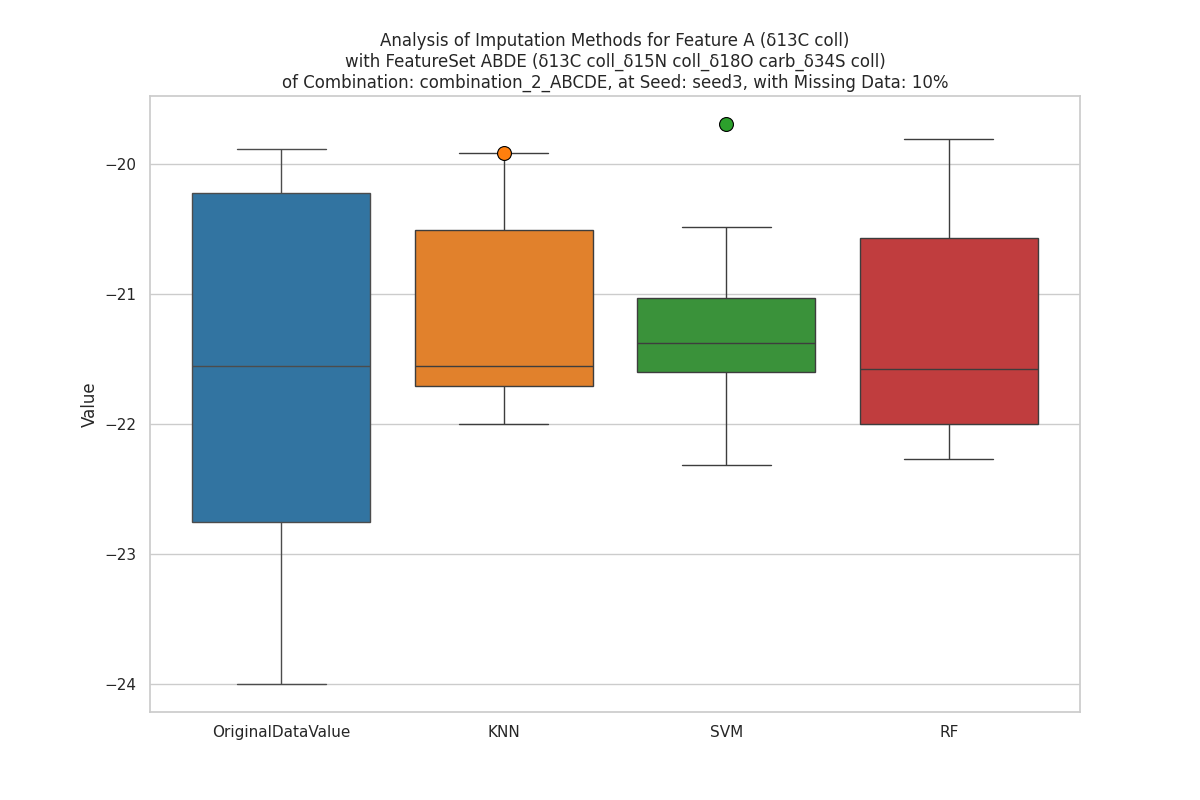 Analysis of Imputation Methods for Feature A (δ13C coll)
with FeatureSet ABDE (δ13C coll_δ15N coll_δ18O carb_δ34S coll)
of Combination: combination_2_ABCDE, at Seed: seed3, with Missing Data: 10%
Value
−20
−21
−22
−23
−24
OriginalDataValue KNN SVM RF